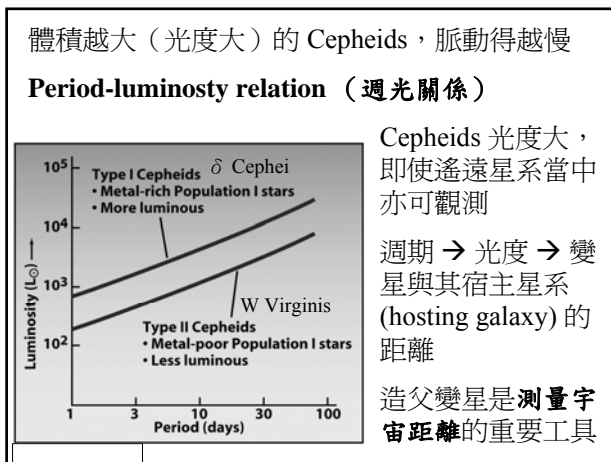 體積越大（光度大）的 Cepheids，脈動得越慢
Period-luminosty relation （週光關係）
Cepheids 光度大，
即使遙遠星系當中
亦可觀測
週期 → 光度 → 變
星與其宿主星系
(hosting galaxy) 的
距離
造父變星是測量宇
宙距離的重要工具
δ Cephei
Type I Cepheids
• Metal-rich Population I stars
• More luminous
W Virginis
Type II Cepheids
• Metal-poor Population I stars
• Less luminous
Luminosity (L⊙) →
10⁵
10⁴
10³
10²
1 3 10 30 100
Period (days)